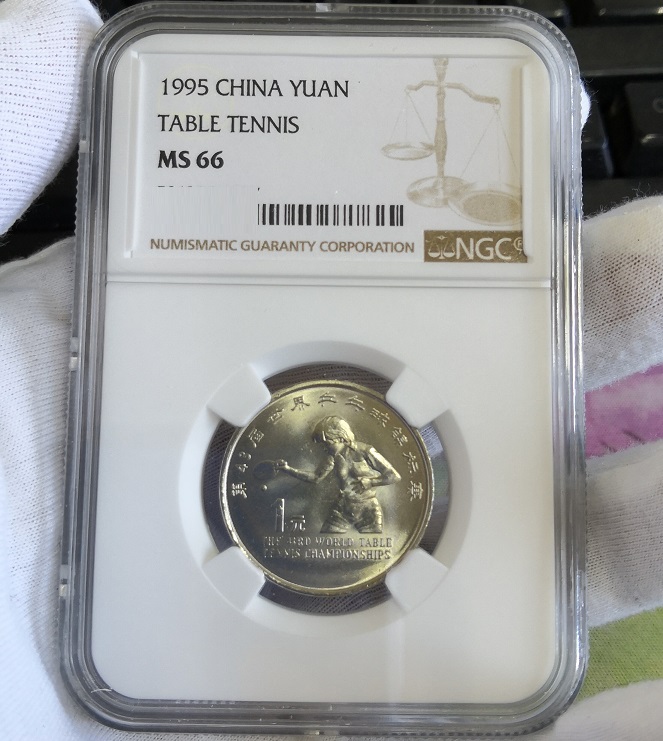 1995 CHINA YUAN
TABLE TENNIS
MS 66
NUMISMATIC GUARANTY CORPORATION
NGC®
第43届世界乒乓球锦标赛
1元
THE 43RD WORLD TABLE
TENNIS CHAMPIONSHIPS